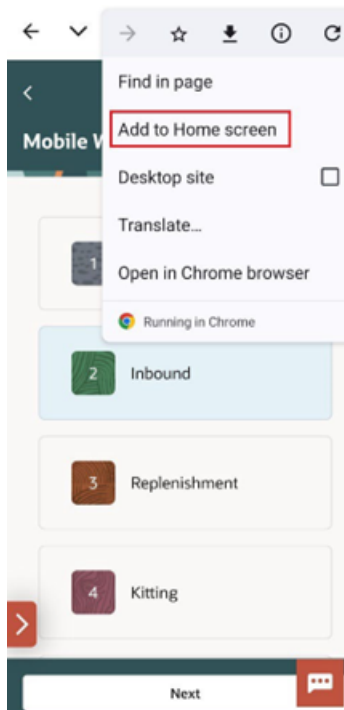 Find in page
Mobile W
Add to Home screen
Desktop site
Translate...
1
Open in Chrome browser
Running in Chrome
2 Inbound
3 Replenishment
4 Kitting
Next